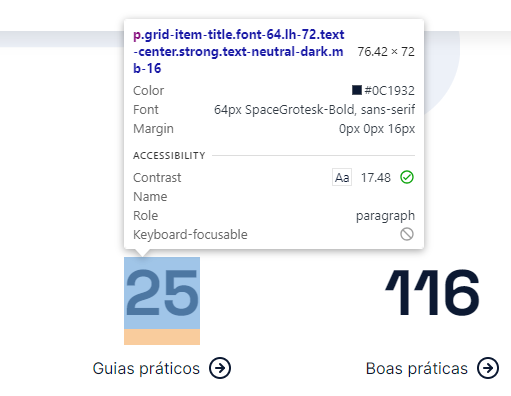 p.grid-item-title.font-64.lh-72.text
-center.strong.text-neutral-dark.m
b-16
76.42 × 72
Color #0C1932
Font 64px SpaceGrotesk-Bold, sans-serif
Margin 0px 0px 16px
ACCESSIBILITY
Contrast Aa 17.48
Name
Role paragraph
Keyboard-focusable
25 116
Guias práticos Boas práticas